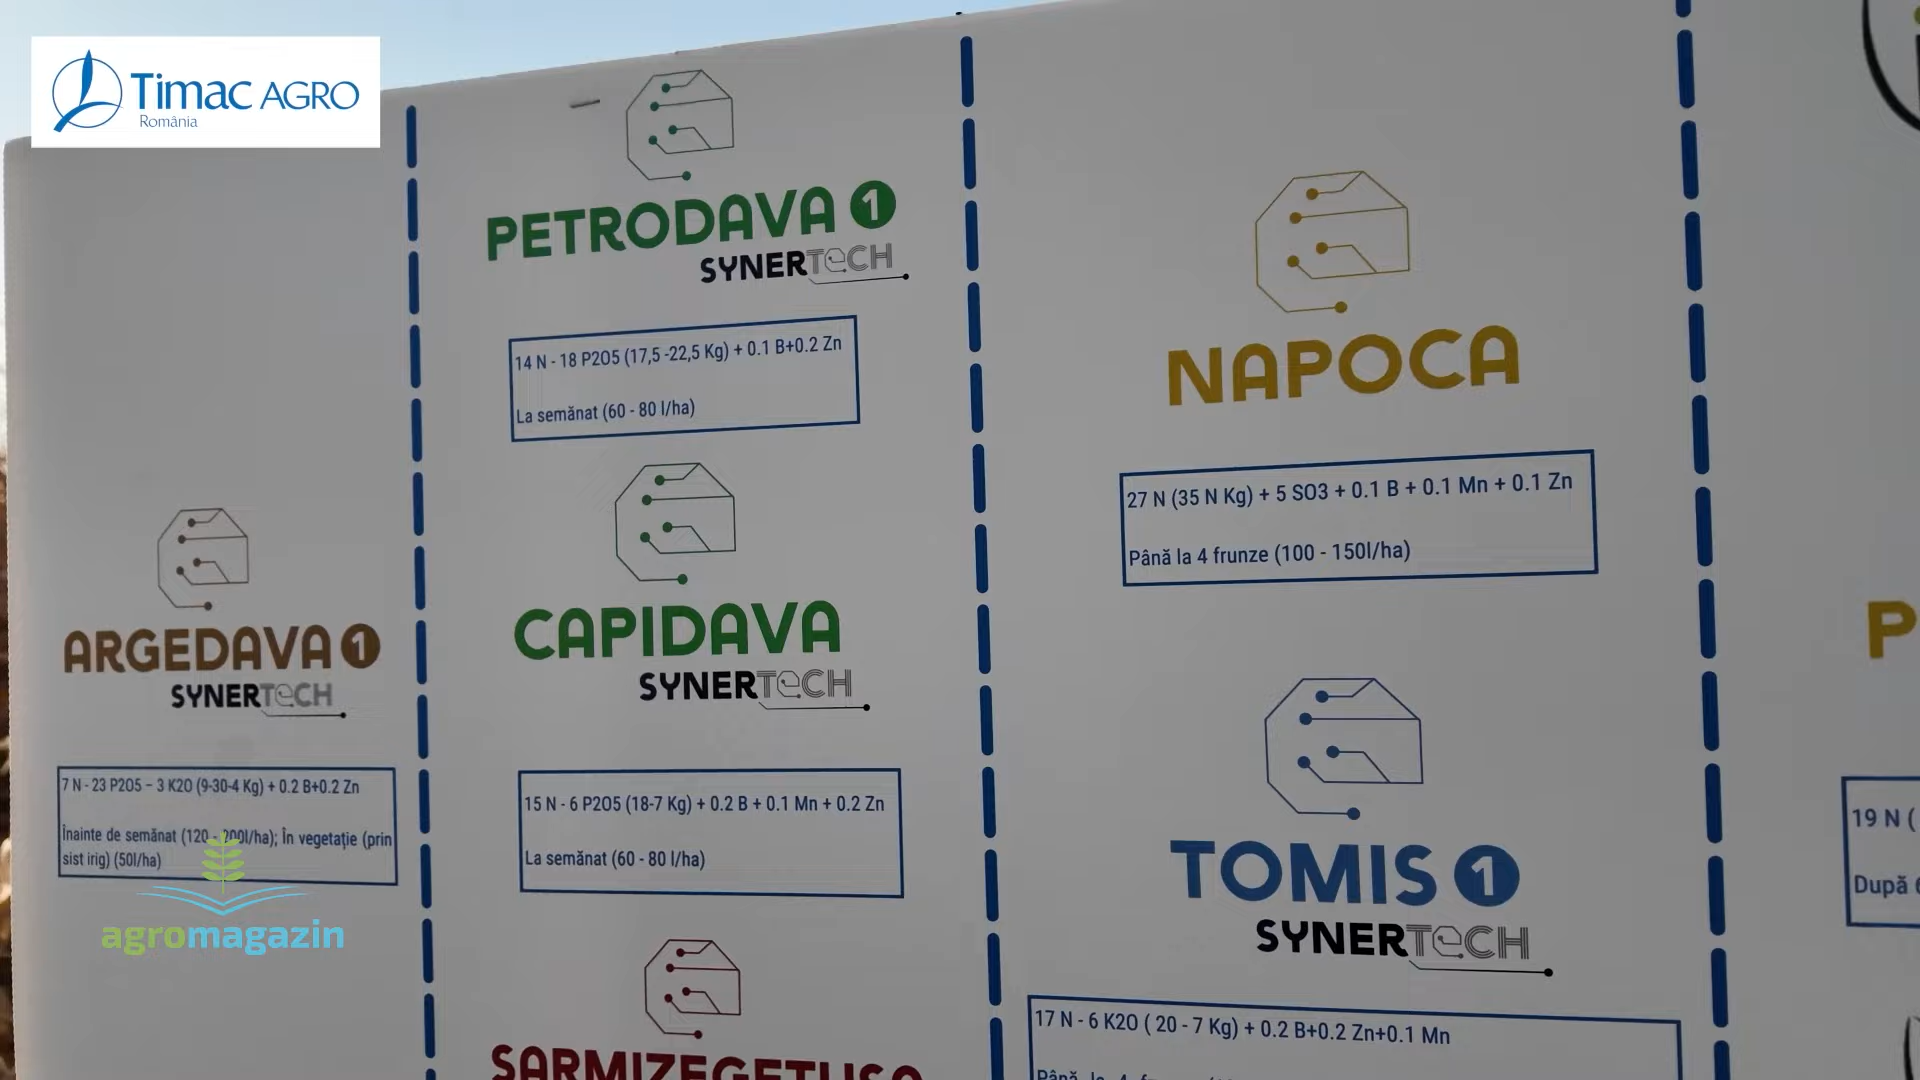 Timac AGRO
România
ARGEDAVA 1
SYNERTECH
7 N - 23 P2O5 – 3 K2O (9-30-4 Kg) + 0.2 B+0.2 Zn
Înainte de semănat (120 - 200l/ha); În vegetație (prin
sist irig) (50l/ha)
agromagazin
PETRODAVA 1
SYNERTECH
14 N - 18 P2O5 (17,5 -22,5 Kg) + 0.1 B+0.2 Zn
La semănat (60 - 80 l/ha)
CAPIDAVA
SYNERTECH
15 N - 6 P2O5 (18-7 Kg) + 0.2 B + 0.1 Mn + 0.2 Zn
La semănat (60 - 80 l/ha)
SARMIZEGETUSA
NAPOCA
27 N (35 N Kg) + 5 SO3 + 0.1 B + 0.1 Mn + 0.1 Zn
Până la 4 frunze (100 - 150l/ha)
TOMIS 1
SYNERTECH
17 N - 6 K2O ( 20 - 7 Kg) + 0.2 B+0.2 Zn+0.1 Mn
Până la 4
P
19 N (
După